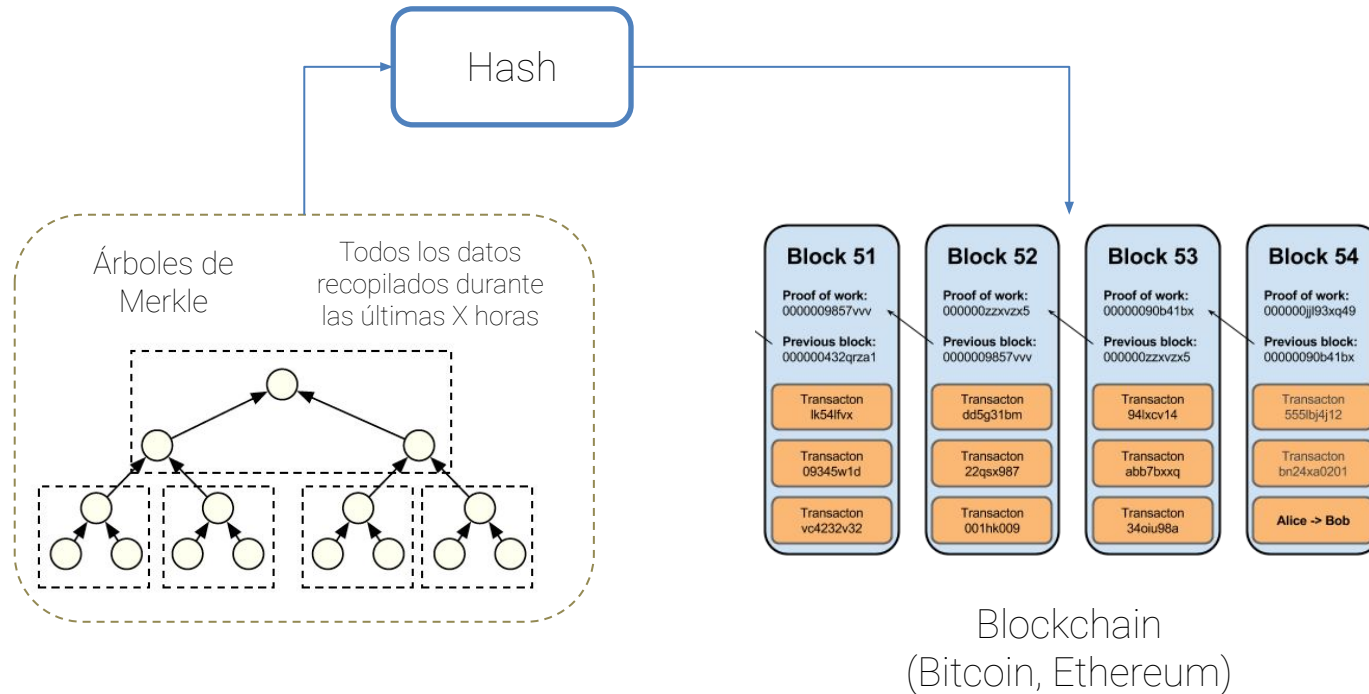 Hash
Árboles de
Merkle
Todos los datos
recopilados durante
las últimas X horas
Block 51
Proof of work:
0000009857vvv
Previous block:
000000432qrza1
Transacton
lk54lfvx
Transacton
09345w1d
Transacton
vc4232v32
Block 52
Proof of work:
000000zzxvzx5
Previous block:
0000009857vvv
Transacton
dd5g31bm
Transacton
22qsx987
Transacton
001hk009
Block 53
Proof of work:
00000090b41bx
Previous block:
000000zzxvzx5
Transacton
94lxcv14
Transacton
abb7bxxq
Transacton
34oiu98a
Block 54
Proof of work:
000000jjl93xq49
Previous block:
00000090b41bx
Transacton
555lbj4j12
Transacton
bn24xa0201
Alice -> Bob
Blockchain
(Bitcoin, Ethereum)